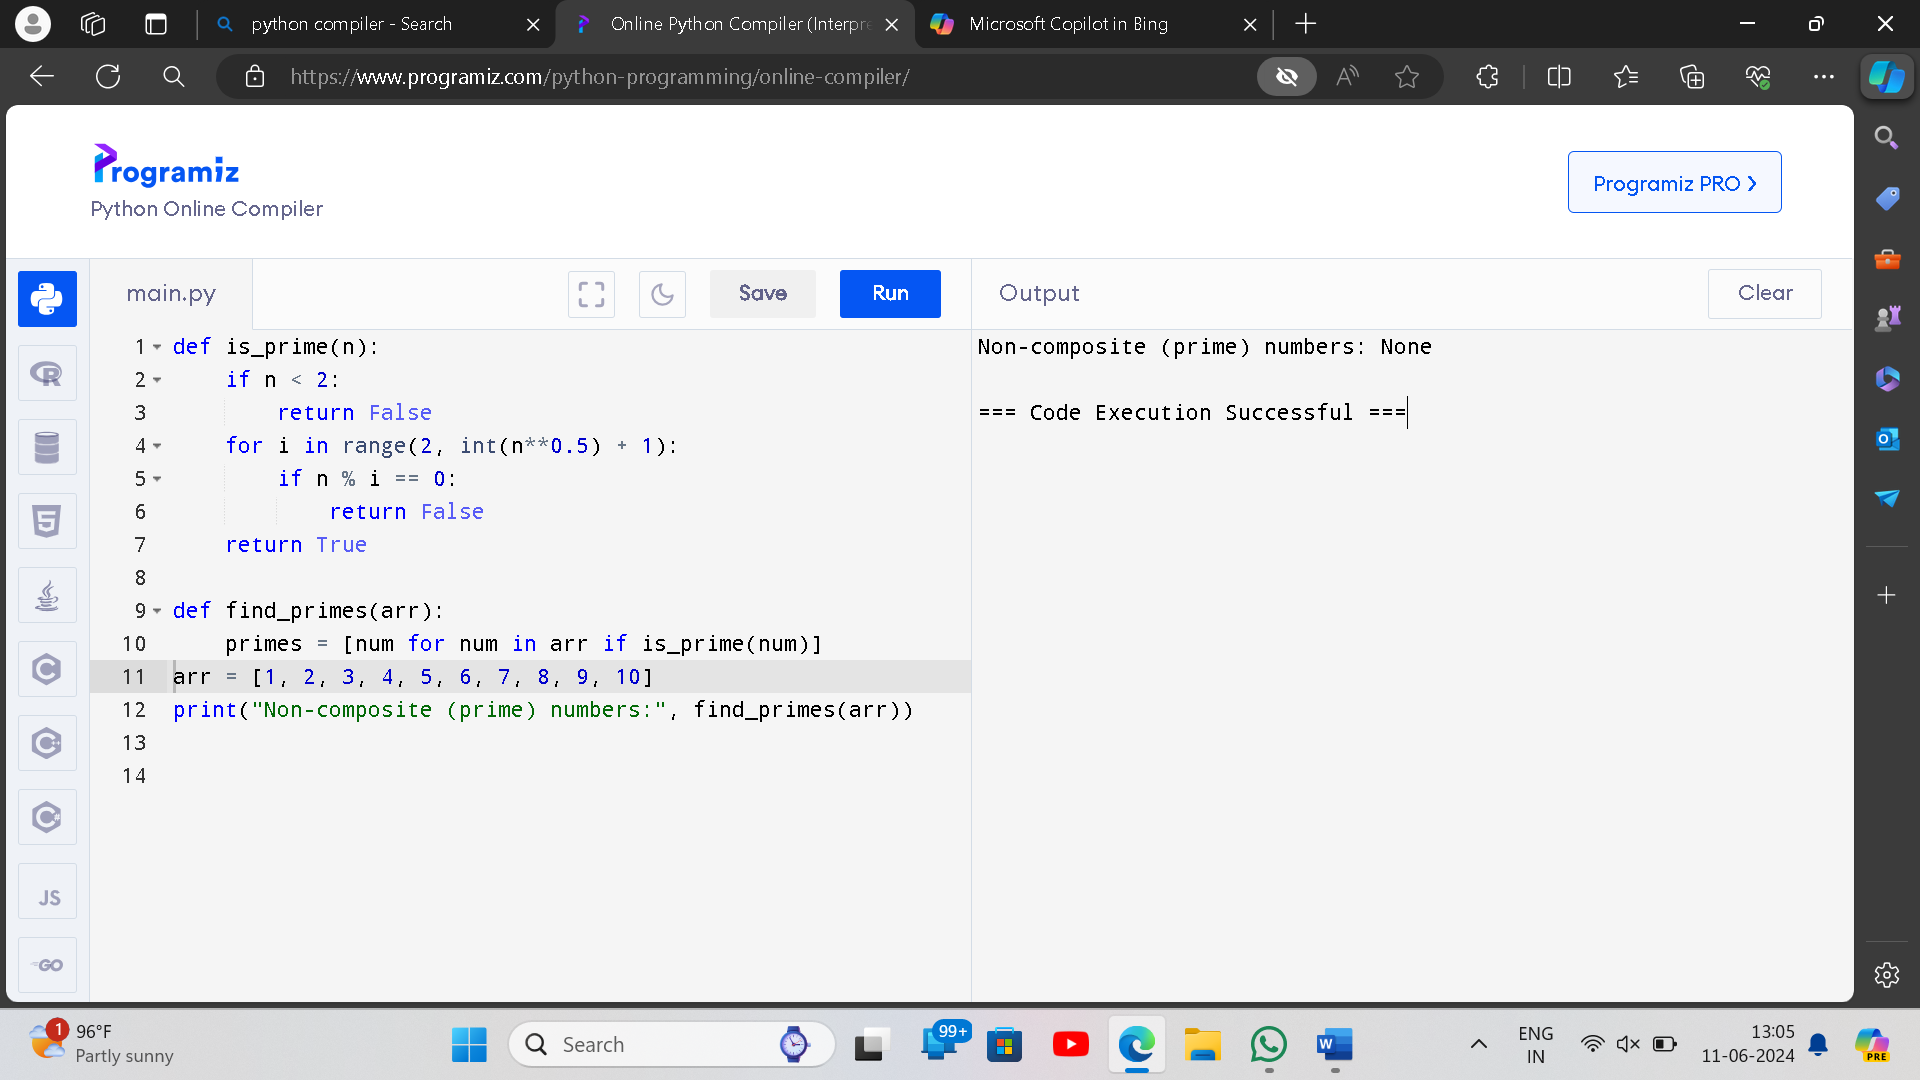 python compiler - Search
Online Python Compiler (Interpre
Microsoft Copilot in Bing
https://www.programiz.com/python-programming/online-compiler/
Programiz
Python Online Compiler
Programiz PRO >
main.py
Save
Run
Output
Clear
1 def is_prime(n):
2     if n < 2:
3         return False
4     for i in range(2, int(n**0.5) + 1):
5         if n % i == 0:
6             return False
7     return True
8
9 def find_primes(arr):
10     primes = [num for num in arr if is_prime(num)]
11 arr = [1, 2, 3, 4, 5, 6, 7, 8, 9, 10]
12 print("Non-composite (prime) numbers:", find_primes(arr))
13
14
Non-composite (prime) numbers: None
=== Code Execution Successful ===
R
5
C
C++
C#
JS
GO
1
96°F
Partly sunny
Search
99+
W
ENG
IN
13:05
11-06-2024
PRE